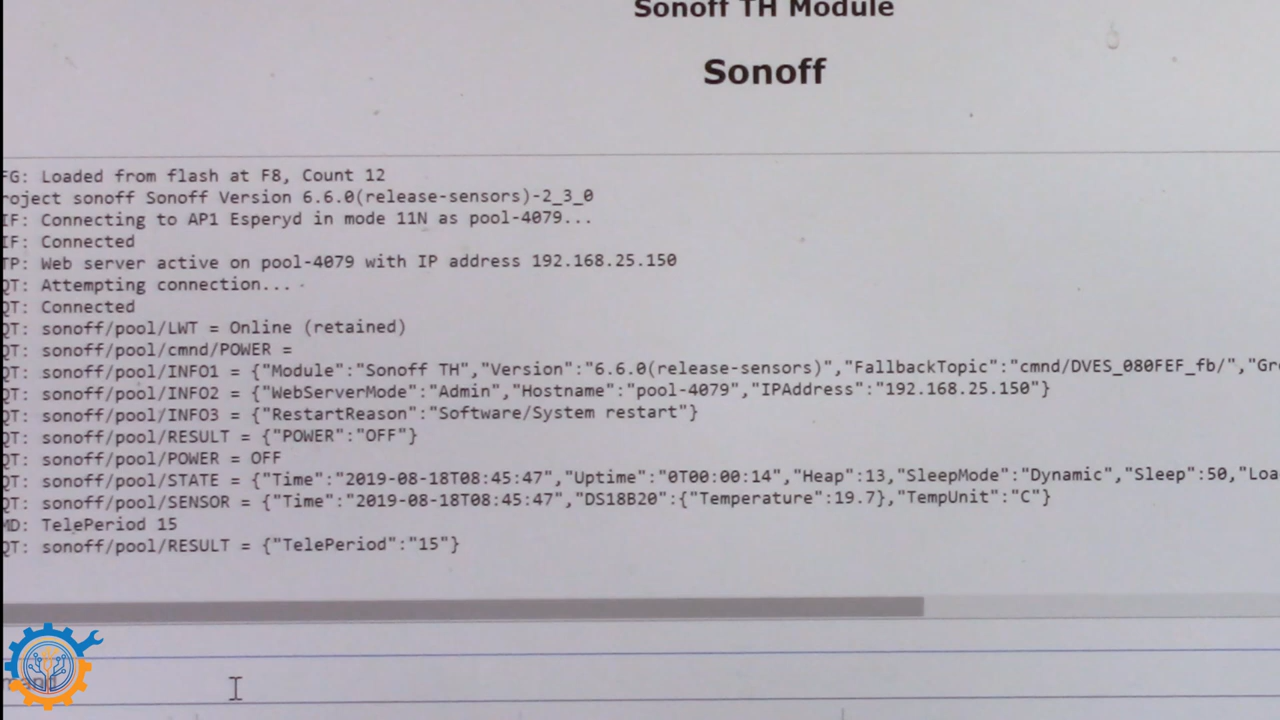 Sonoff TH Module
Sonoff
FG: Loaded from flash at F8, Count 12
roject sonoff Sonoff Version 6.6.0(release-sensors)-2_3_0
IF: Connecting to AP1 Esperyd in mode 11N as pool-4079...
IF: Connected
TP: Web server active on pool-4079 with IP address 192.168.25.150
QT: Attempting connection...
QT: Connected
QT: sonoff/pool/LWT = Online (retained)
QT: sonoff/pool/cmnd/POWER =
QT: sonoff/pool/INFO1 = {"Module":"Sonoff TH","Version":"6.6.0(release-sensors)","FallbackTopic":"cmnd/DVES_080FEF_fb/","Gr
QT: sonoff/pool/INFO2 = {"WebServerMode":"Admin","Hostname":"pool-4079","IPAddress":"192.168.25.150"}
QT: sonoff/pool/INFO3 = {"RestartReason":"Software/System restart"}
QT: sonoff/pool/RESULT = {"POWER":"OFF"}
QT: sonoff/pool/POWER = OFF
QT: sonoff/pool/STATE = {"Time":"2019-08-18T08:45:47","Uptime":"0T00:00:14","Heap":13,"SleepMode":"Dynamic","Sleep":50,"Loa
QT: sonoff/pool/SENSOR = {"Time":"2019-08-18T08:45:47","DS18B20":{"Temperature":19.7},"TempUnit":"C"}
MD: TelePeriod 15
QT: sonoff/pool/RESULT = {"TelePeriod":"15"}